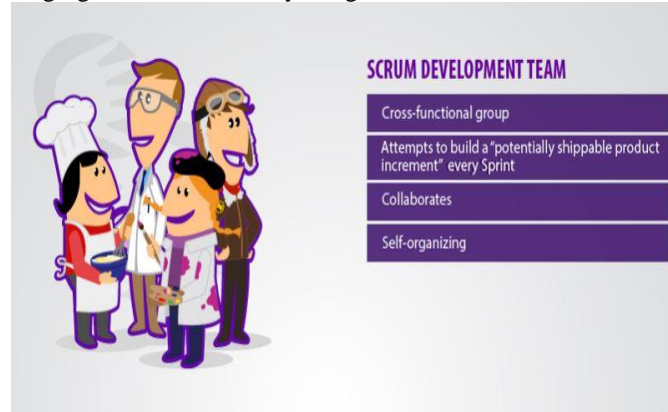 SCRUM DEVELOPMENT TEAM
Cross-functional group
Attempts to build a "potentially shippable product
increment" every Sprint
Collaborates
Self-organizing